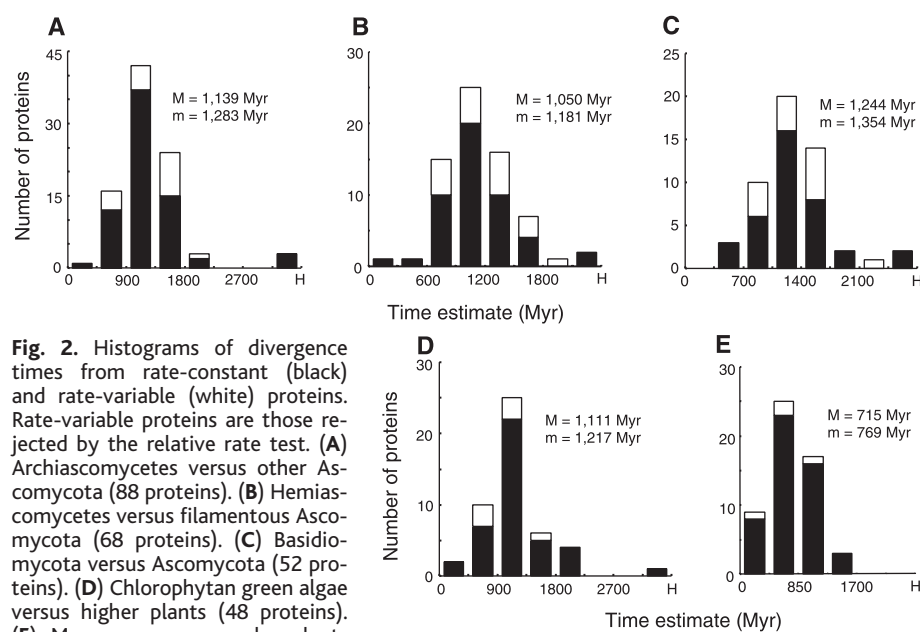 A
Number of proteins
45
30
15
0
M = 1,139 Myr
m = 1,283 Myr
0 900 1800 2700 H
B
30
20
10
0
M = 1,050 Myr
m = 1,181 Myr
0 600 1200 1800 H
C
25
20
15
10
5
0
M = 1,244 Myr
m = 1,354 Myr
0 700 1400 2100 H
Time estimate (Myr)
Fig. 2. Histograms of divergence
times from rate-constant (black)
and rate-variable (white) proteins.
Rate-variable proteins are those re-
jected by the relative rate test. (A)
Archiascomycetes versus other As-
comycota (88 proteins). (B) Hemias-
comycetes versus filamentous Asco-
mycota (68 proteins). (C) Basidio-
mycota versus Ascomycota (52 pro-
teins). (D) Chlorophytan green algae
versus higher plants (48 proteins).
D
Number of proteins
30
20
10
0
M = 1,111 Myr
m = 1,217 Myr
0 900 1800 2700 H
E
30
20
10
0
M = 715 Myr
m = 769 Myr
0 850 1700 H
Time estimate (Myr)